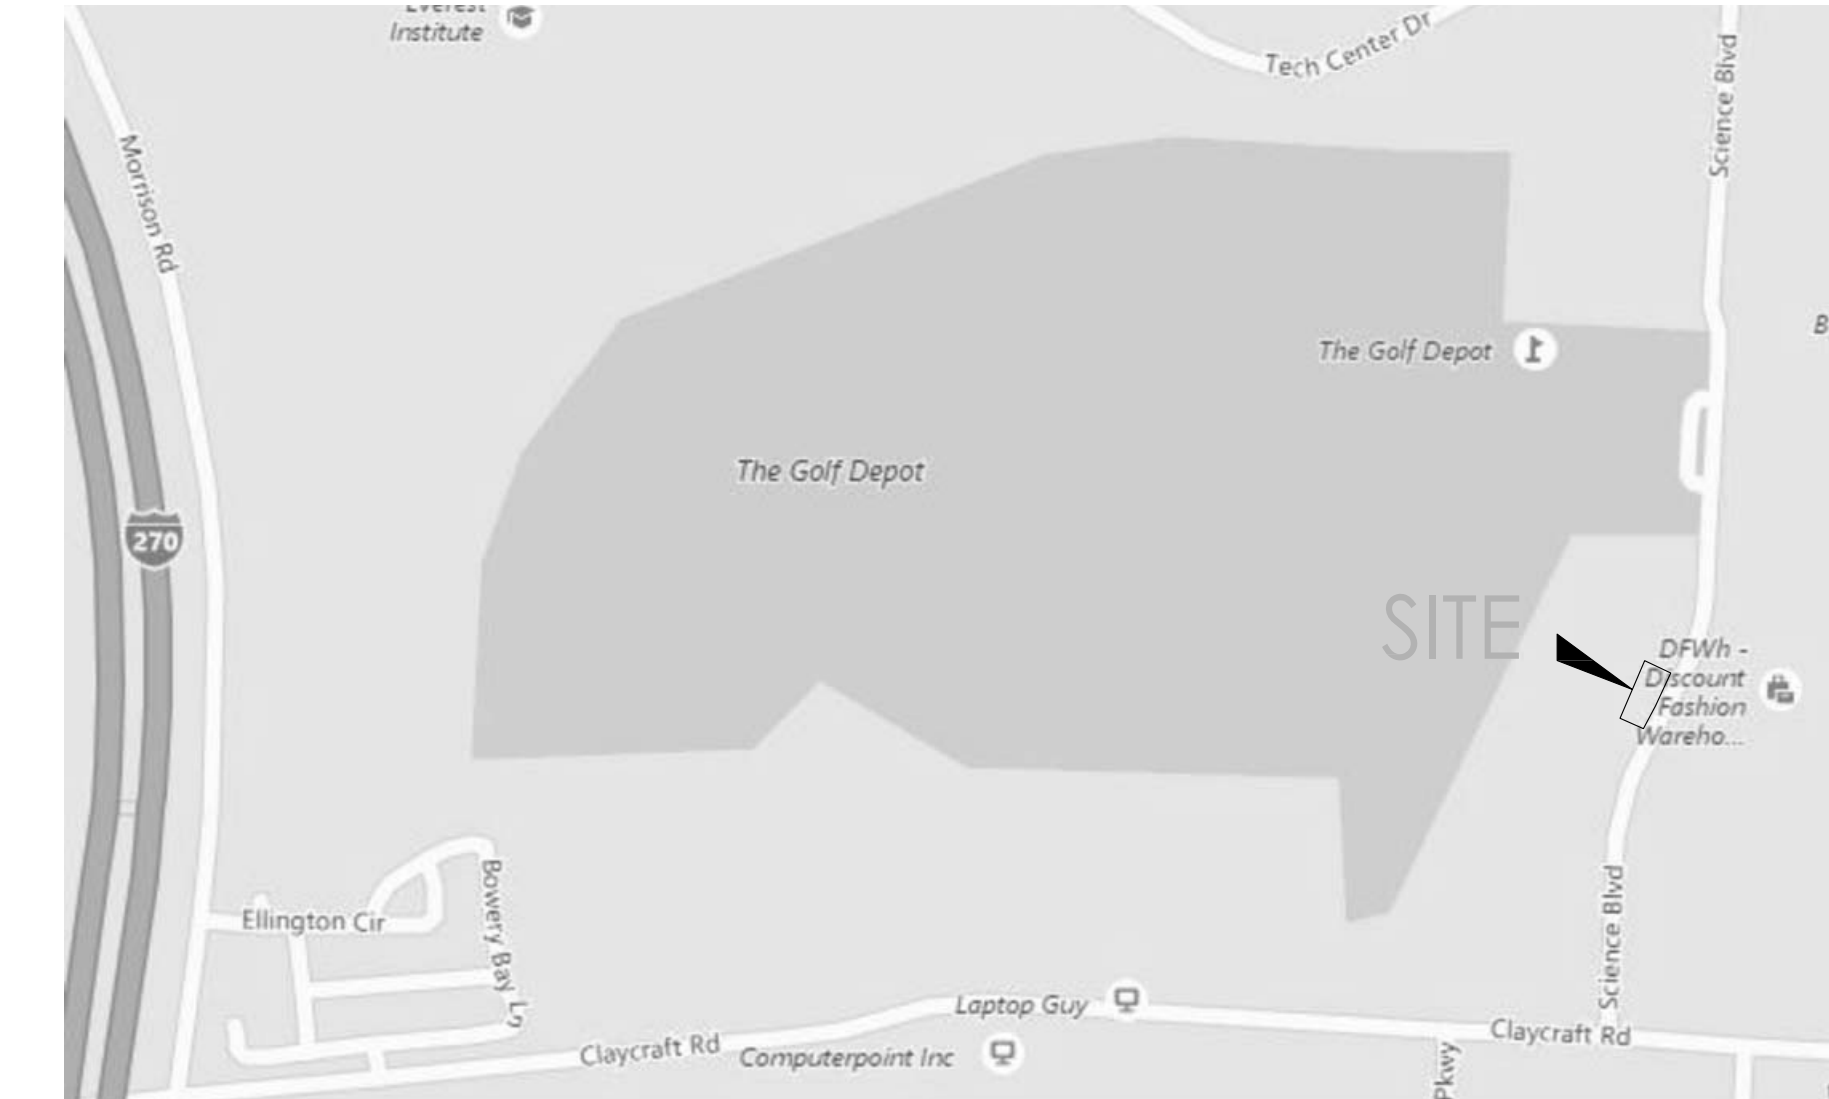 Everest
Institute
Tech Center Dr
Science Blvd
Morrison Rd
B
The Golf Depot
The Golf Depot
270
SITE
DFWh -
Discount
Fashion
Wareho...
Ellington Cir
Bowery Bay Ln
Science Blvd
Laptop Guy
Claycraft Rd
Claycraft Rd
Computerpoint Inc
Pkwy